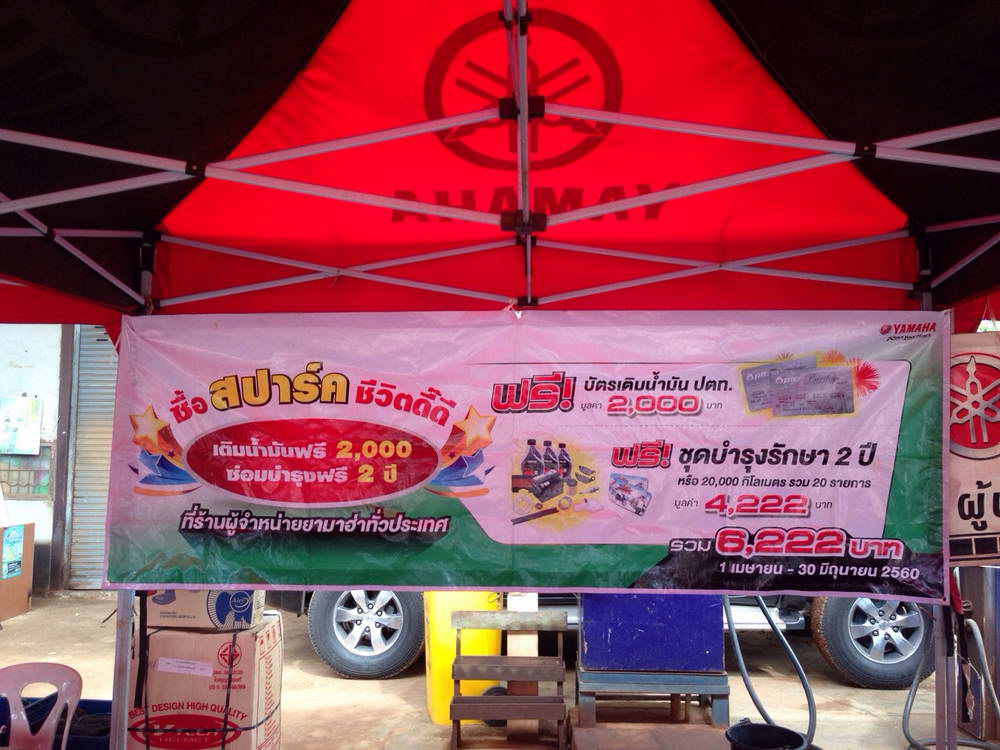 YAMAHA
YAMAHA
ซื้อ สปาร์ค ชีวิตดี๊ดี
เติมน้ำมันฟรี 2,000
ซ่อมบำรุงฟรี 2 ปี
ที่ร้านผู้จำหน่ายยามาฮ่าทั่วประเทศ
ฟรี! บัตรเติมน้ำมัน ปตท.
มูลค่า 2,000 บาท
ฟรี! ชุดบำรุงรักษา 2 ปี
หรือ 20,000 กิโลเมตร รวม 20 รายการ
มูลค่า 4,222 บาท
รวม 6,222 บาท
1 เมษายน - 30 มิถุนายน 2560
BEST DESIGN HIGH QUALITY
HELMET